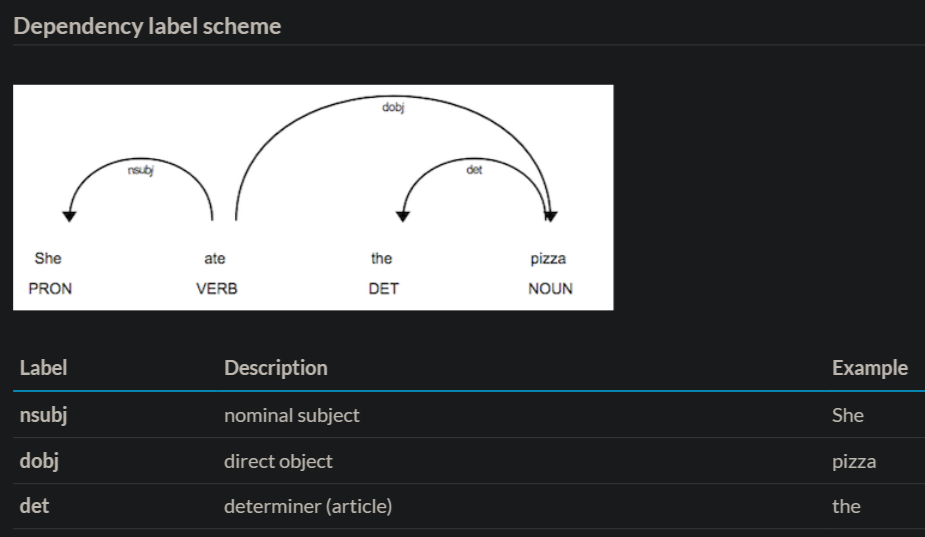 Dependency label scheme
dobj
nsubj det
She ate the pizza
PRON VERB DET NOUN
Label Description Example
nsubj nominal subject She
dobj direct object pizza
det determiner (article) the